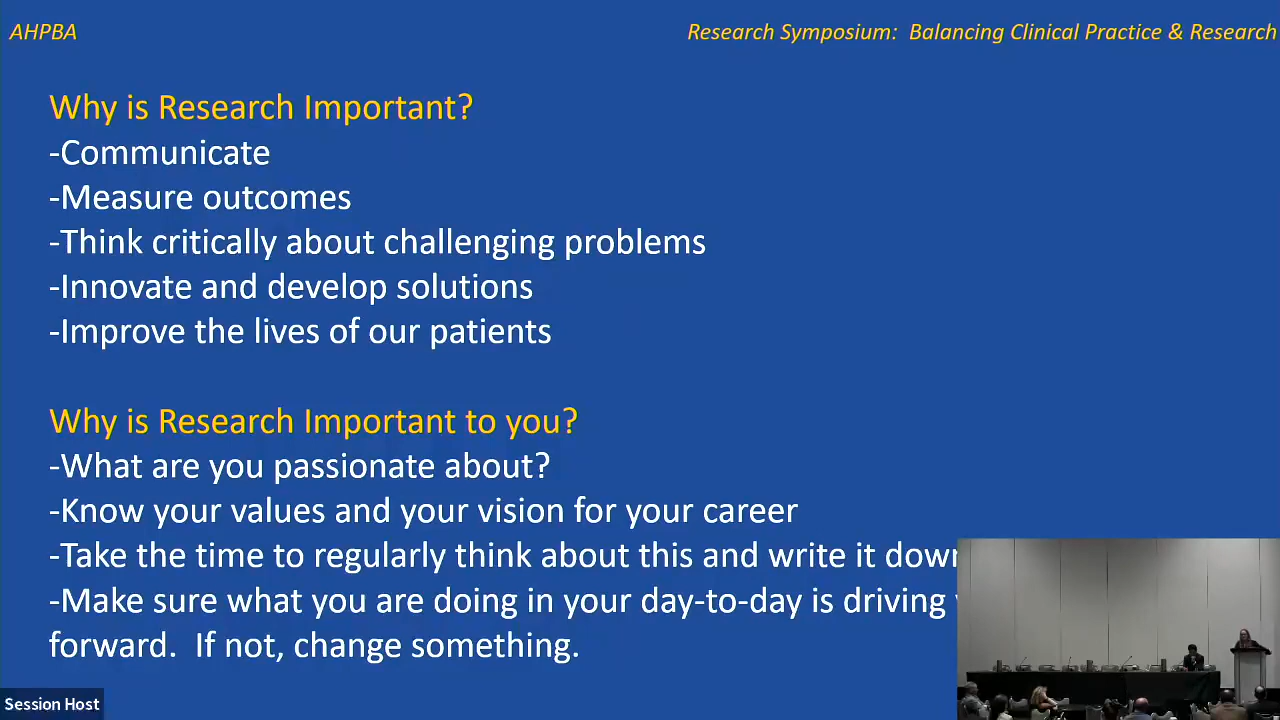 AHPBA
Research Symposium:  Balancing Clinical Practice & Research
Why is Research Important?
-Communicate
-Measure outcomes
-Think critically about challenging problems
-Innovate and develop solutions
-Improve the lives of our patients
Why is Research Important to you?
-What are you passionate about?
-Know your values and your vision for your career
-Take the time to regularly think about this and write it down
-Make sure what you are doing in your day-to-day is driving
forward.  If not, change something.
Session Host